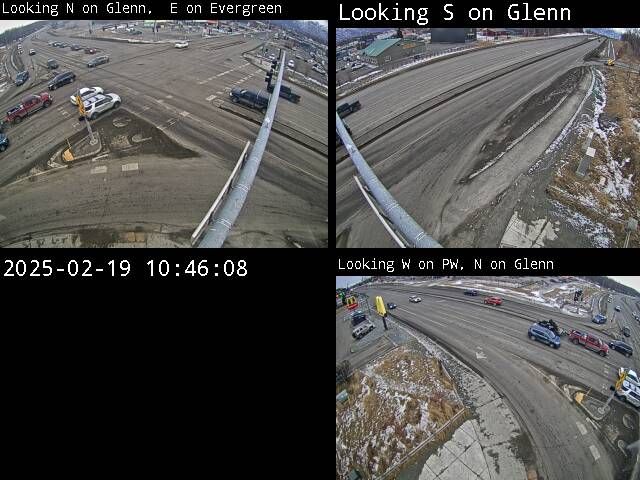 Looking N on Glenn,  E on Evergreen
Looking S on Glenn
2025-02-19 10:46:08
Looking W on PW, N on Glenn